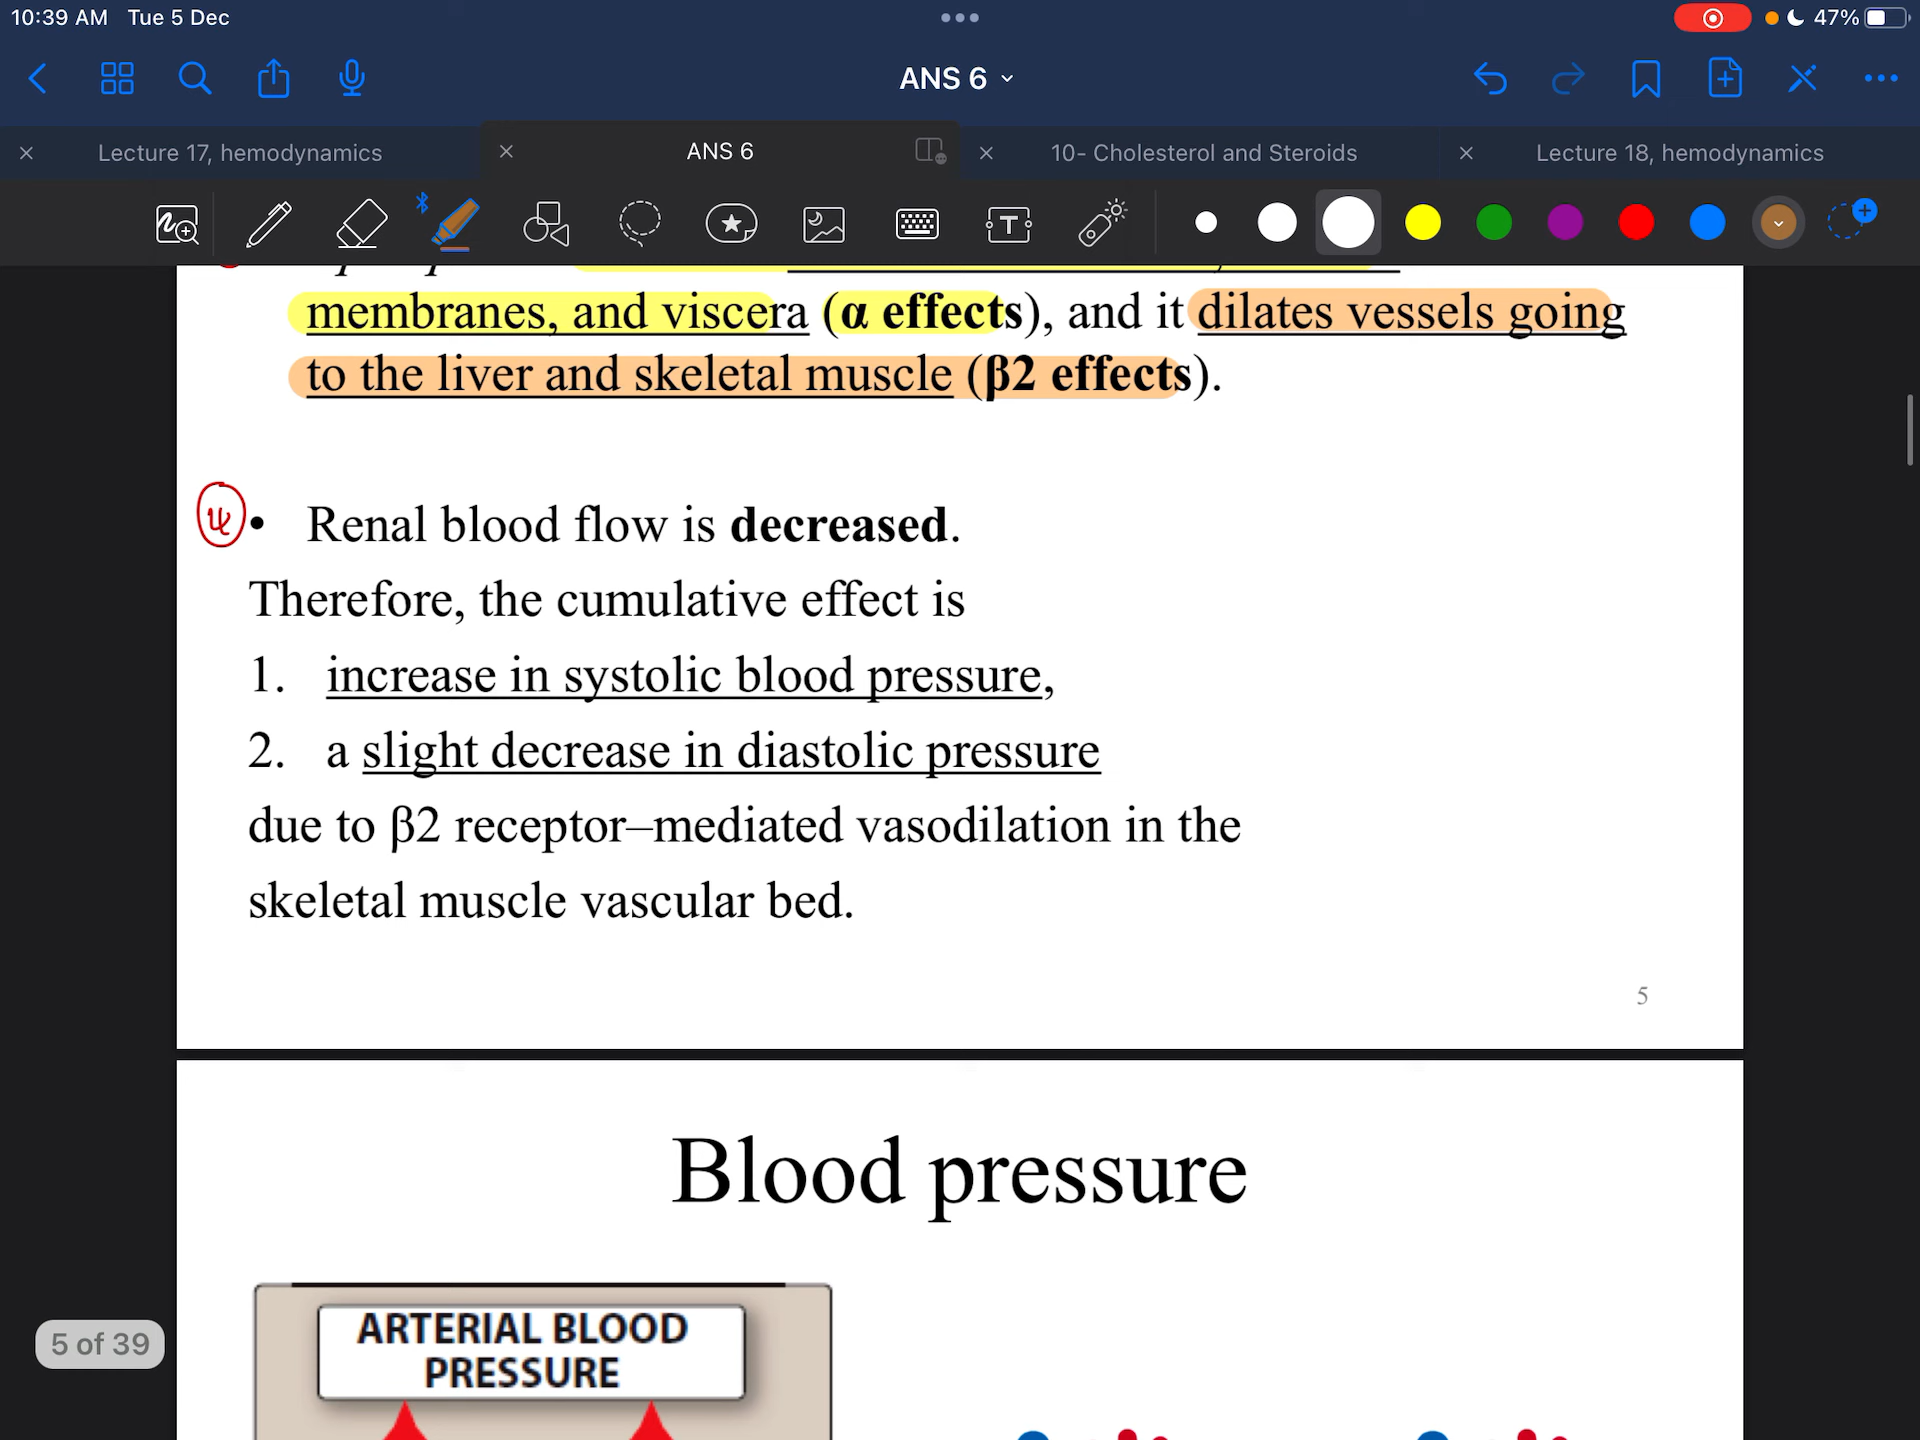 10:39 AM Tue 5 Dec
47%
ANS 6
Lecture 17, hemodynamics
ANS 6
10- Cholesterol and Steroids
Lecture 18, hemodynamics
membranes, and viscera (α effects), and it dilates vessels going
to the liver and skeletal muscle (β2 effects).
4
• Renal blood flow is decreased.
Therefore, the cumulative effect is
1. increase in systolic blood pressure,
2. a slight decrease in diastolic pressure
due to β2 receptor–mediated vasodilation in the
skeletal muscle vascular bed.
5
Blood pressure
ARTERIAL BLOOD
PRESSURE
5 of 39